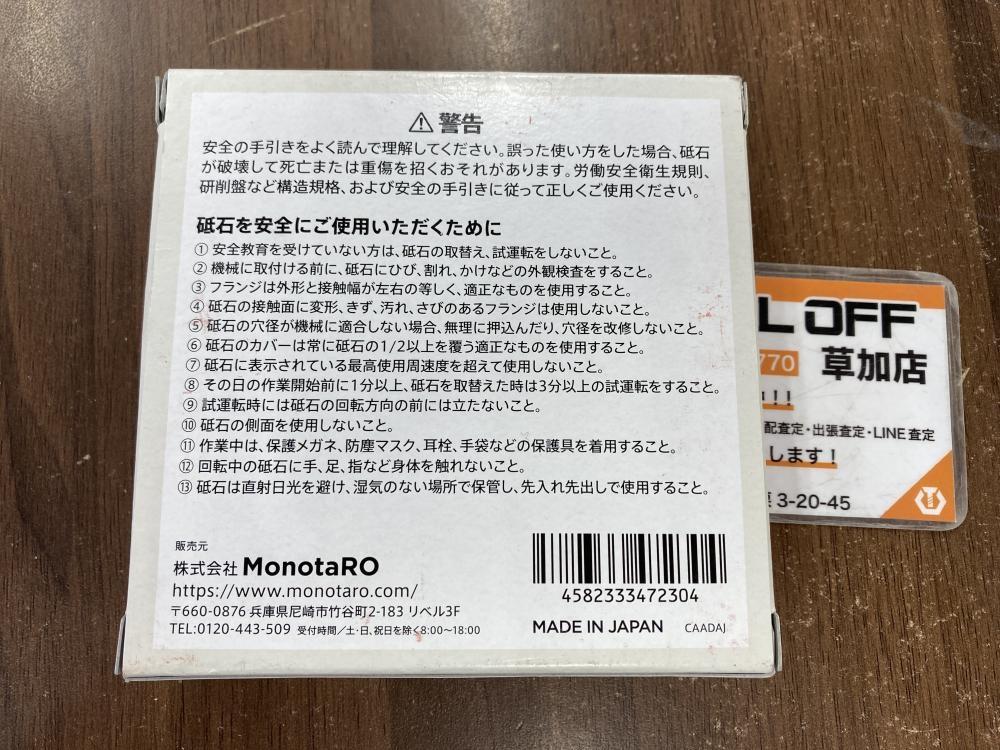 ⚠警告
安全の手引きをよく読んで理解してください。誤った使い方をした場合、砥石
が破壊して死亡または重傷を招くおそれがあります。労働安全衛生規則、
研削盤など構造規格、および安全の手引きに従って正しくご使用ください。
砥石を安全にご使用いただくために
① 安全教育を受けていない方は、砥石の取替え、試運転をしないこと。
② 機械に取付ける前に、砥石にひび、割れ、かけなどの外観検査をすること。
③ フランジは外形と接触幅が左右の等しく、適正なものを使用すること。
④ 砥石の接触面に変形、きず、汚れ、さびのあるフランジは使用しないこと。
⑤ 砥石の穴径が機械に適合しない場合、無理に押込んだり、穴径を改修しないこと。
⑥ 砥石のカバーは常に砥石の1/2以上を覆う適正なものを使用すること。
⑦ 砥石に表示されている最高使用周速度を超えて使用しないこと。
⑧ その日の作業開始前に1分以上、砥石を取替えた時は3分以上の試運転をすること。
⑨ 試運転時には砥石の回転方向の前には立たないこと。
⑩ 砥石の側面を使用しないこと。
⑪ 作業中は、保護メガネ、防塵マスク、耳栓、手袋などの保護具を着用すること。
⑫ 回転中の砥石に手、足、指など身体を触れないこと。
⑬ 砥石は直射日光を避け、湿気のない場所で保管し、先入れ先出しで使用すること。
販売元
株式会社 MonotaRO
https://www.monotaro.com/
〒660-0876 兵庫県尼崎市竹谷町2-183 リベル3F
TEL:0120-443-509 受付時間/土・日、祝日を除く8:00～18:00
4582333472304
MADE IN JAPAN CAADAJ
L OFF
770 草加店
!!!
配査定・出張査定・LINE査定
します！
3-20-45